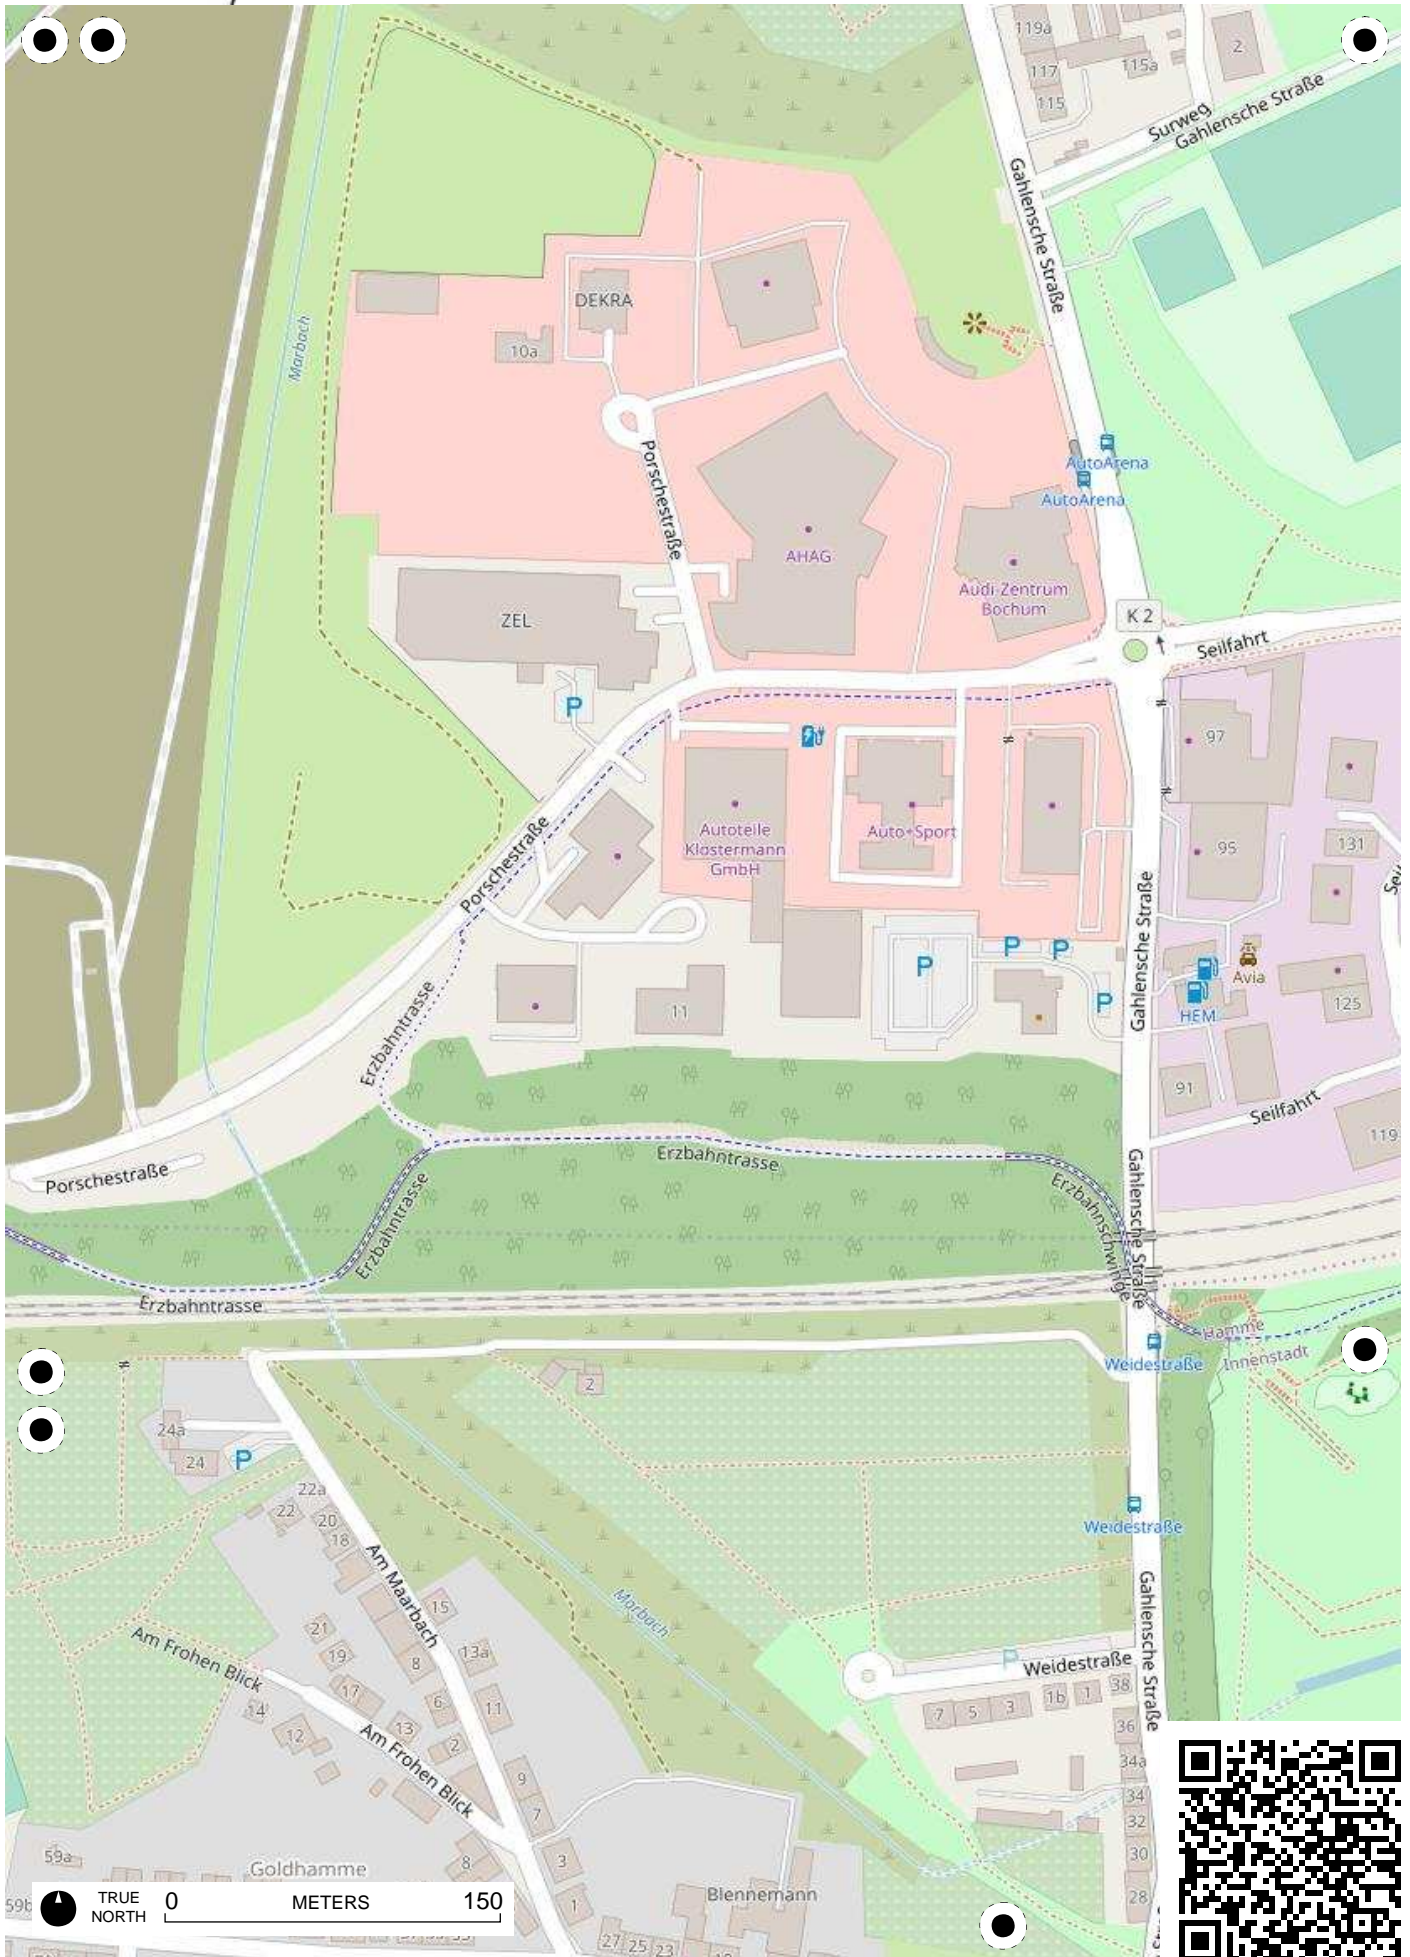 119a
117
115a
115
2
Surweg
Gahlensche Straße
Gahlensche Straße
Marbach
DEKRA
10a
Porschestraße
AutoArena
AutoArena
AHAG
Audi-Zentrum
Bochum
ZEL
K 2
Seilfahrt
P
97
Autoteile
Klostermann
GmbH
Auto+Sport
95
131
Porschestraße
Gahlensche Straße
P
P
P
P
Avia
HEM
125
11
Erzbahntrasse
91
Seilfahrt
119
Erzbahntrasse
Porschestraße
Erzbahntrasse
Erzbahnschwinge
Gahlensche Straße
Erzbahntrasse
Hamme
Innenstadt
Weidestraße
2
24a
24
P
22a
22
20
18
Weidestraße
Am Maarbach
15
Marbach
Gahlensche Straße
21
19
13a
8
Am Frohen Blick
17
6
11
14
13
12
2
Am Frohen Blick
P
Weidestraße
38
7
5
3
1b
1
36
34a
34
32
30
28
9
7
3
1
8
59a
59b
Goldhamme
Blennemann
27
25
23
TRUE
NORTH
0
METERS
150